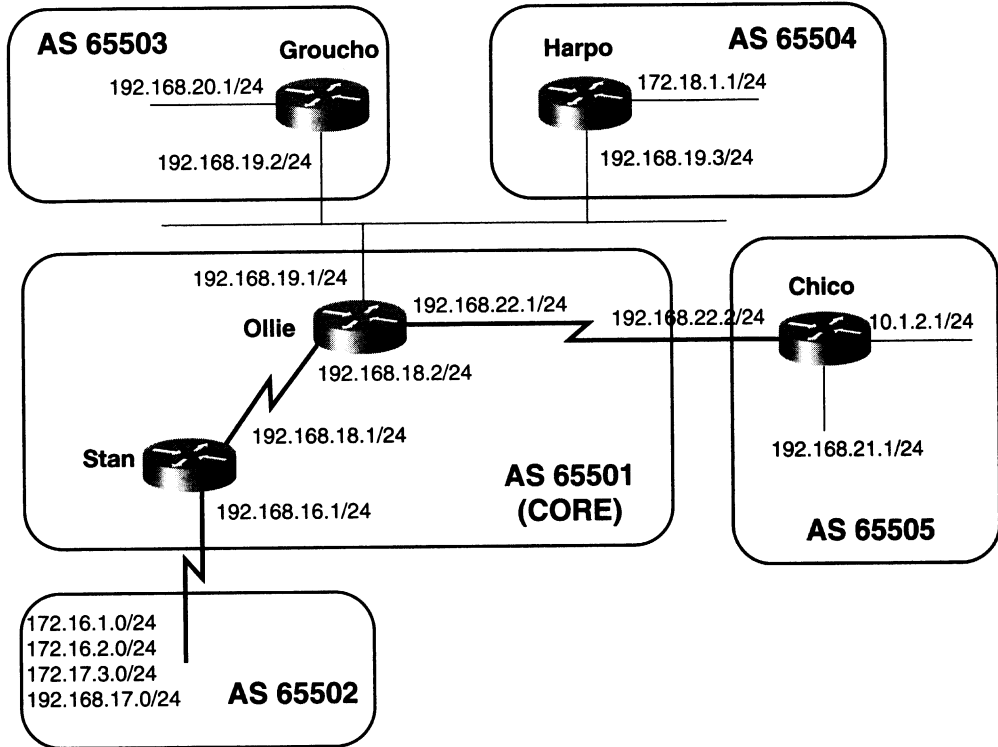 AS 65503
Groucho
192.168.20.1/24
192.168.19.2/24
Harpo
AS 65504
172.18.1.1/24
192.168.19.3/24
192.168.19.1/24
Ollie
192.168.22.1/24
192.168.18.2/24
192.168.18.1/24
Stan
192.168.16.1/24
AS 65501
(CORE)
192.168.22.2/24
Chico
10.1.2.1/24
192.168.21.1/24
AS 65505
172.16.1.0/24
172.16.2.0/24
172.17.3.0/24
192.168.17.0/24
AS 65502